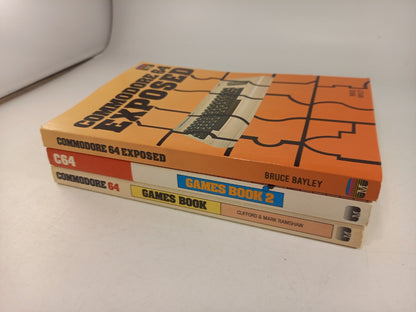 COMMODORE 64
EXPOSED
COMMODORE 64 EXPOSED
BRUCE BAYLEY
C64
GAMES BOOK 2
COMMODORE 64
GAMES BOOK
CLIFFORD & MARK RAMSHAW